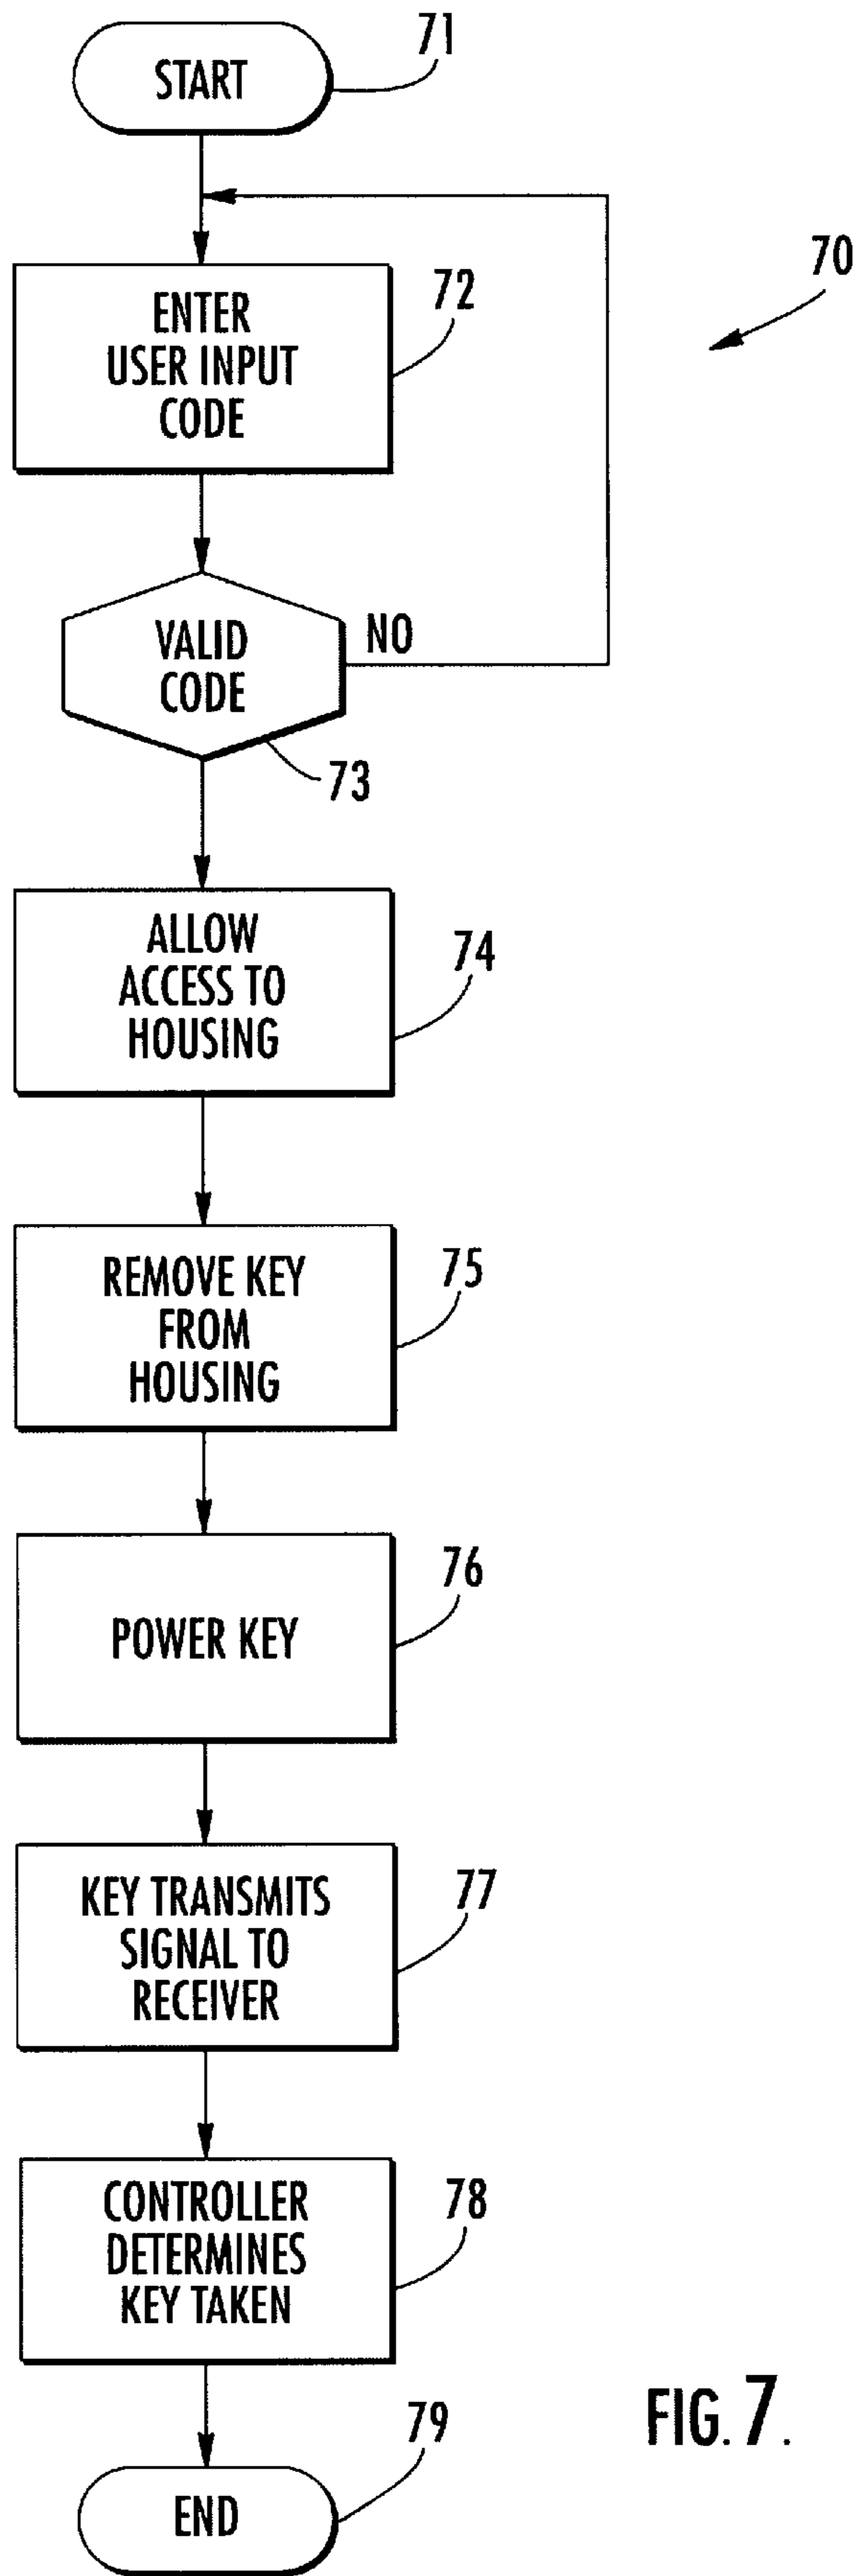 START
71
70
ENTER
USER INPUT
CODE
72
VALID
CODE
NO
73
ALLOW
ACCESS TO
HOUSING
74
REMOVE KEY
FROM
HOUSING
75
POWER KEY
76
KEY TRANSMITS
SIGNAL TO
RECEIVER
77
CONTROLLER
DETERMINES
KEY TAKEN
78
END
79
FIG. 7.